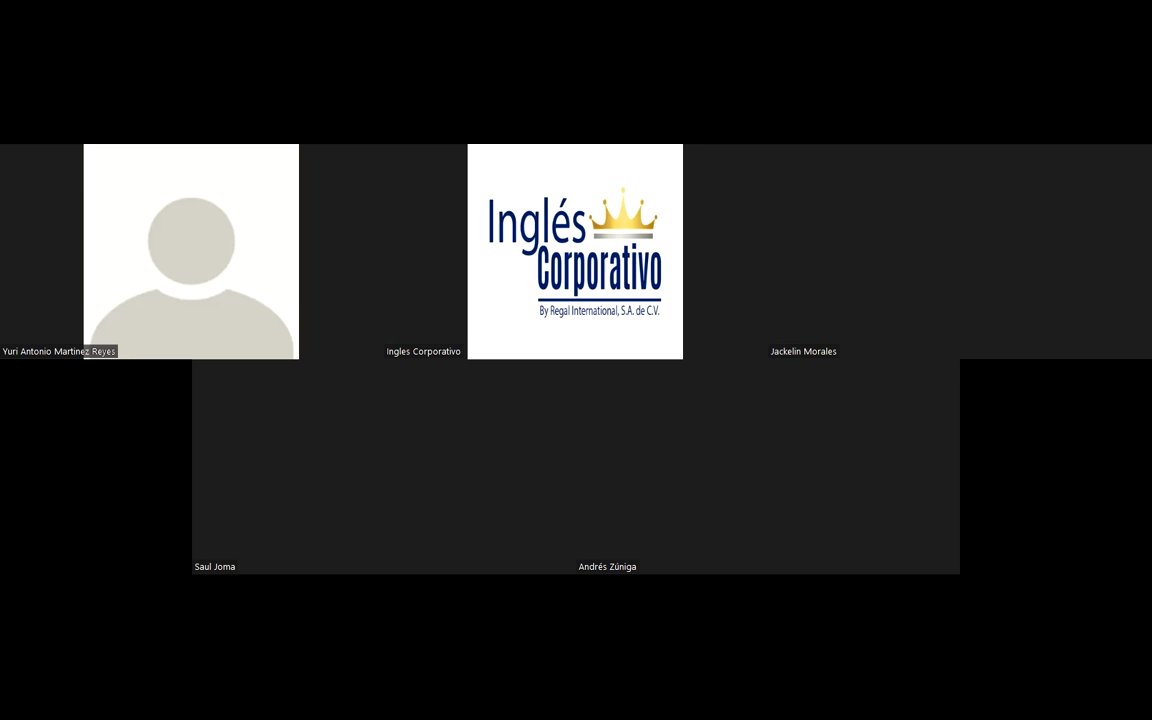 Inglés
Corporativo
By Regal International, S.A. de C.V.
Yuri Antonio Martinez Reyes
Ingles Corporativo
Jackelin Morales
Saul Joma
Andrés Zúniga